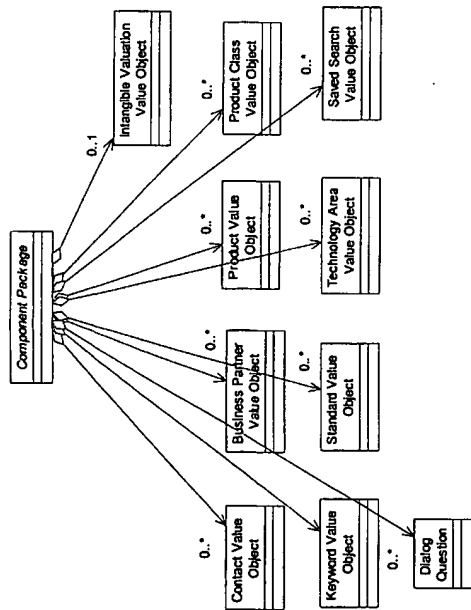 Component Package
0..1
Intangible Valuation
Value Object
0..*
Contact Value
Object
0..*
Business Partner
Value Object
0..*
Product Value
Object
0..*
Product Class
Value Object
0..*
Keyword Value
Object
0..*
Standard Value
Object
0..*
Technology Area
Value Object
0..*
Saved Search
Value Object
Dialog
Question